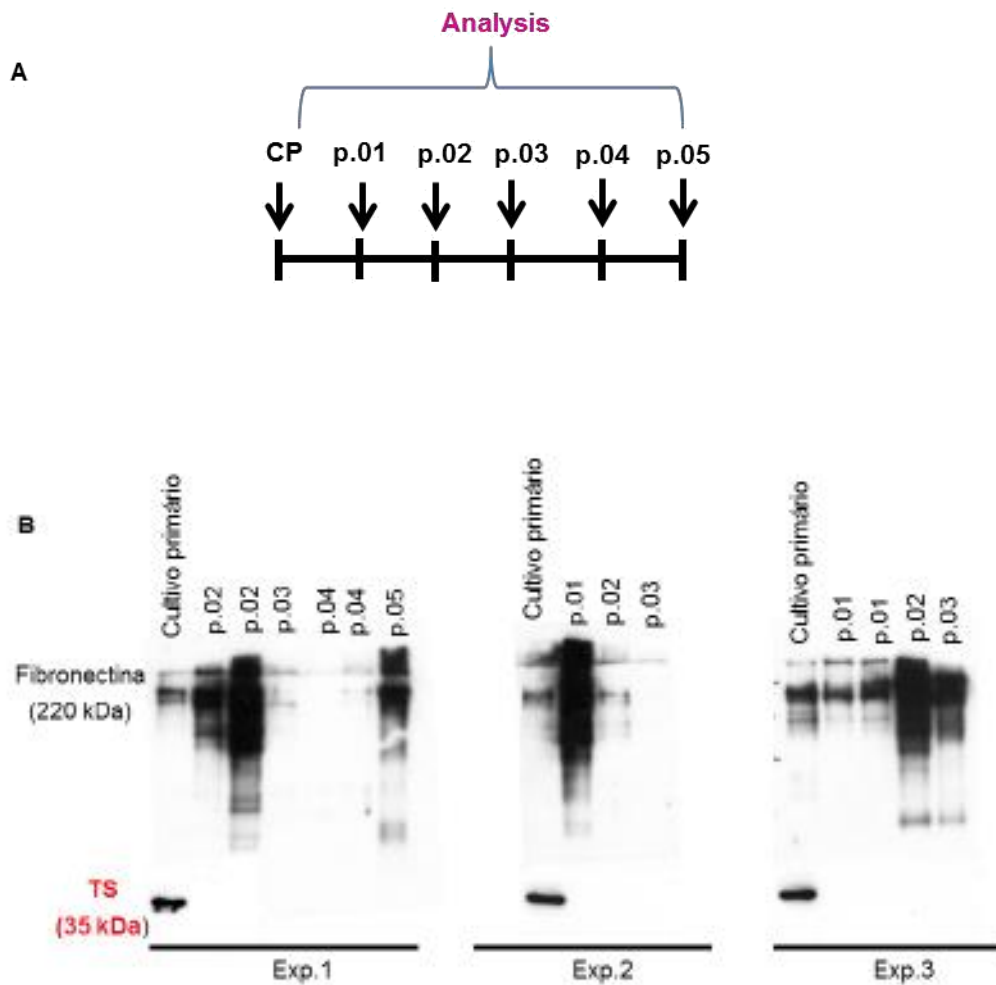 Analysis
A
CP p.01 p.02 p.03 p.04 p.05
B
Cultivo primário p.02 p.02 p.03 p.04 p.04 p.05
Cultivo primário p.01 p.02 p.03
Cultivo primário p.01 p.01 p.02 p.03
Fibronectina
(220 kDa)
TS
(35 kDa)
Exp.1 Exp.2 Exp.3